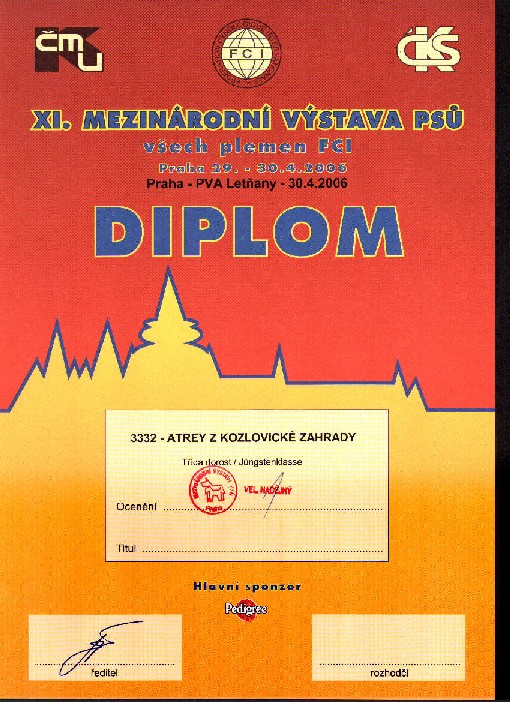 ČMKU
FCI
ČKS
XI. MEZINÁRODNÍ VÝSTAVA PSŮ
všech plemen FCI
Praha 29. - 30.4.2006
Praha - PVA Letňany - 30.4.2006
DIPLOM
3332 - ATREY Z KOZLOVICKÉ ZAHRADY
Třída dorost / Jüngstenklasse
VEL. NADĚJNÝ
Praha
Ocenění
Titul
Hlavní sponzor
Pedigree
ředitel
rozhodčí